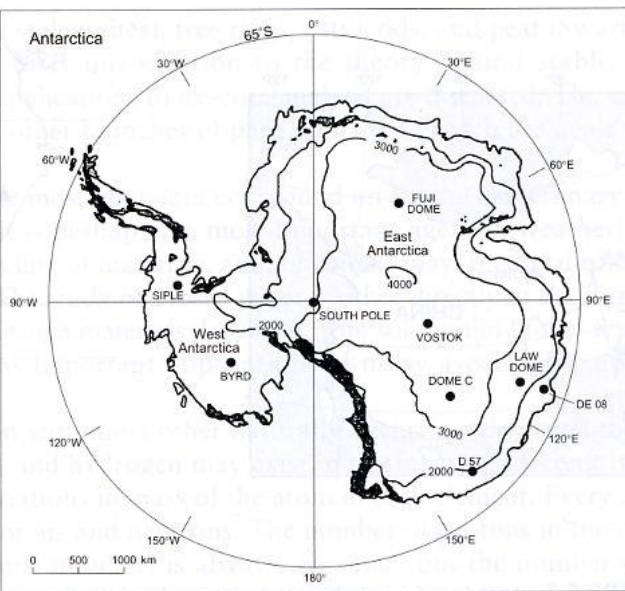 Antarctica
65°S
0°
30°W
30°E
60°W
60°E
3000
FUJI
DOME
East
Antarctica
4000
SIPLE
90°W
90°E
SOUTH POLE
2000
West
Antarctica
VOSTOK
BYRD
LAW
DOME
DOME C
DE 08
3000
120°W
120°E
2000
D 57
150°W
150°E
0 500 1000 km
180°